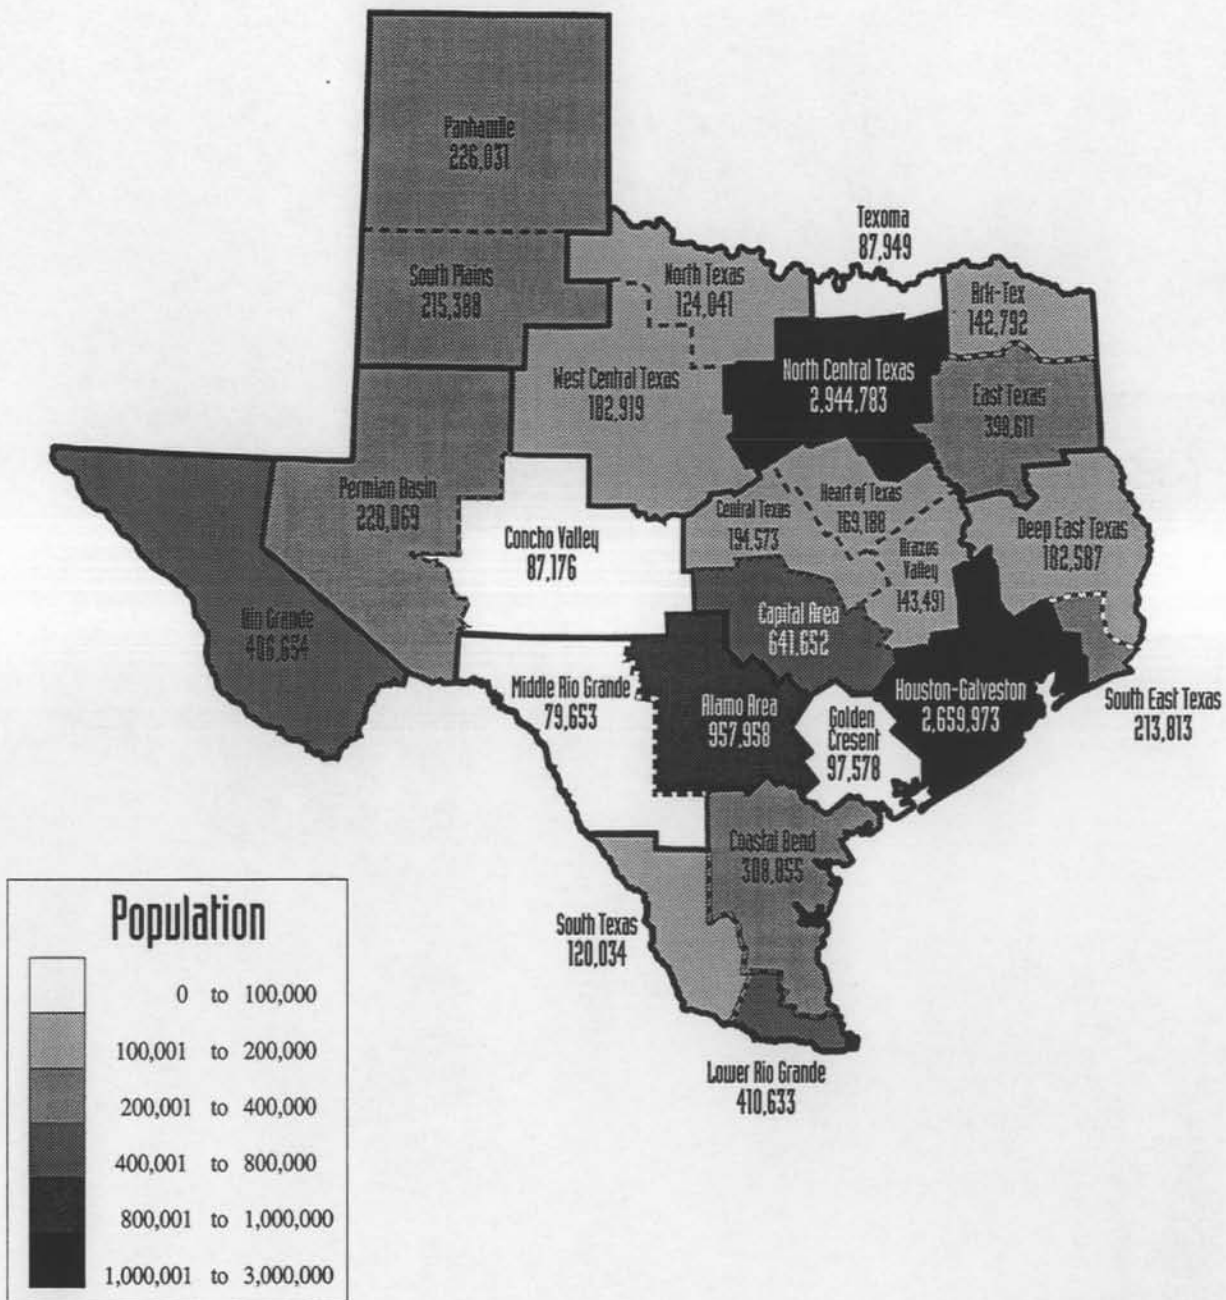 Panhandle
226,031
Texoma
87,949
South Plains
215,388
North Texas
124,041
Ark-Tex
142,792
West Central Texas
182,919
North Central Texas
2,944,783
East Texas
398,611
Permian Basin
228,069
Heart of Texas
169,188
Central Texas
194,573
Deep East Texas
182,587
Concho Valley
87,176
Brazos
Valley
143,491
Rio Grande
406,654
Capital Area
641,652
Middle Rio Grande
79,653
Alamo Area
957,958
Golden
Cresent
97,578
Houston-Galveston
2,659,973
South East Texas
213,813
Coastal Bend
308,855
South Texas
120,034
Lower Rio Grande
410,633
Population
0 to 100,000
100,001 to 200,000
200,001 to 400,000
400,001 to 800,000
800,001 to 1,000,000
1,000,001 to 3,000,000